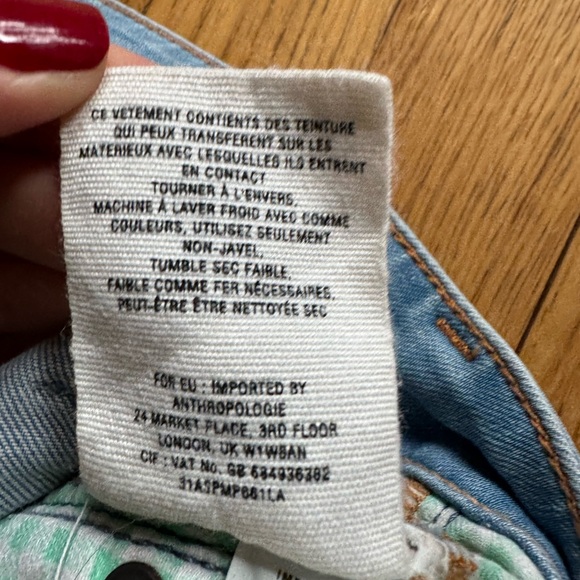 CE VÊTEMENT CONTIENTS DES TEINTURE
QUI PEUX TRANSFERENT SUR LES
MATERIEUX AVEC LESQUELLES ILS ENTRENT
EN CONTACT
TOURNER À L'ENVERS,
MACHINE À LAVER FROID AVEC COMME
COULEURS, UTILISEZ SEULEMENT
NON-JAVEL,
TUMBLE SEC FAIBLE,
FAIBLE COMME FER NÉCESSAIRES,
PEUT-ÊTRE ÊTRE NETTOYÉE SEC
FOR EU : IMPORTED BY
ANTHROPOLOGIE
24 MARKET PLACE, 3RD FLOOR
LONDON, UK W1W8AN
CIF : VAT No. GB 684936382
31ASPMP661LA